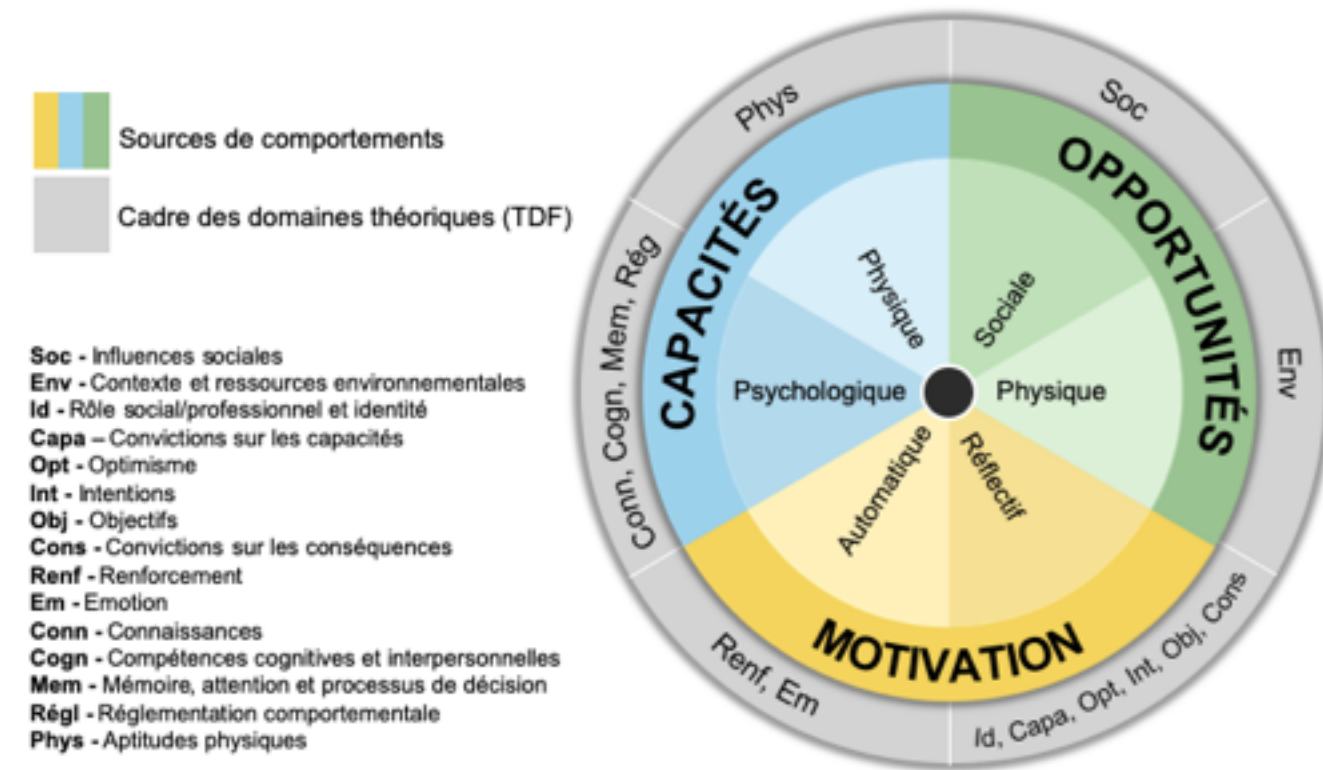 Sources de comportements
Cadre des domaines théoriques (TDF)
Soc - Influences sociales
Env - Contexte et ressources environnementales
Id - Rôle social/professionnel et identité
Capa – Convictions sur les capacités
Opt - Optimisme
Int - Intentions
Obj - Objectifs
Cons - Convictions sur les conséquences
Renf - Renforcement
Em - Emotion
Conn - Connaissances
Cogn - Compétences cognitives et interpersonnelles
Mem - Mémoire, attention et processus de décision
Régl - Réglementation comportementale
Phys - Aptitudes physiques
Phys
Soc
Env
Id, Capa, Opt, Int, Obj, Cons
Renf, Em
Conn, Cogn, Mem, Rég
CAPACITÉS
OPPORTUNITÉS
MOTIVATION
Physique
Sociale
Psychologique
Physique
Automatique
Réflectif